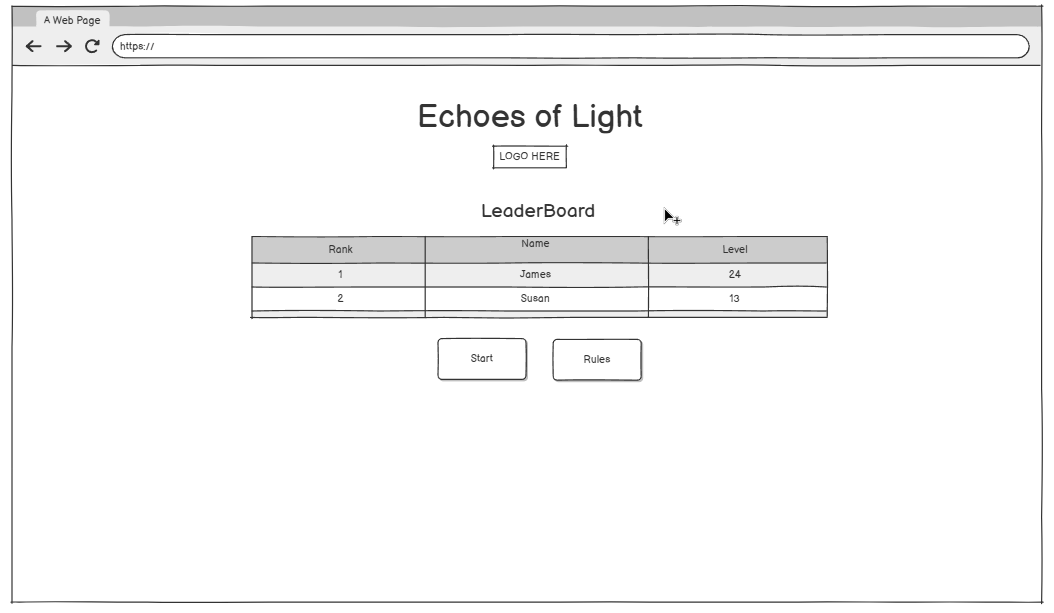 A Web Page
https://
Echoes of Light
LOGO HERE
LeaderBoard
Rank Name Level
1 James 24
2 Susan 13
Start Rules